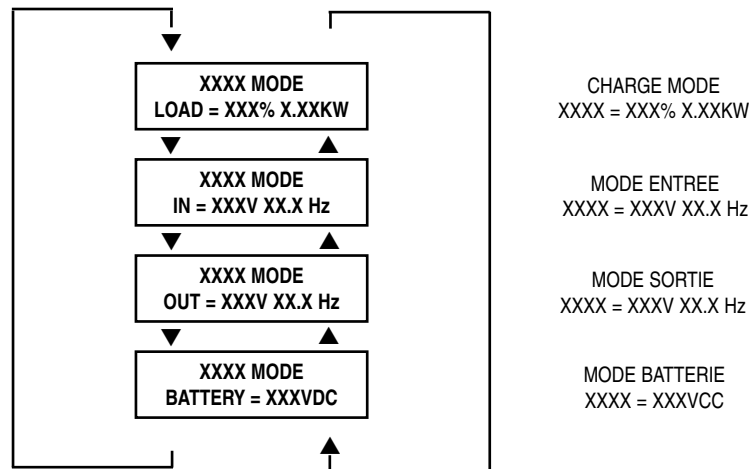 XXXX MODE
LOAD = XXX% X.XXKW
CHARGE MODE
XXXX = XXX% X.XXKW
XXXX MODE
IN = XXXV XX.X Hz
MODE ENTREE
XXXX = XXXV XX.X Hz
XXXX MODE
OUT = XXXV XX.X Hz
MODE SORTIE
XXXX = XXXV XX.X Hz
XXXX MODE
BATTERY = XXXVDC
MODE BATTERIE
XXXX = XXXVCC